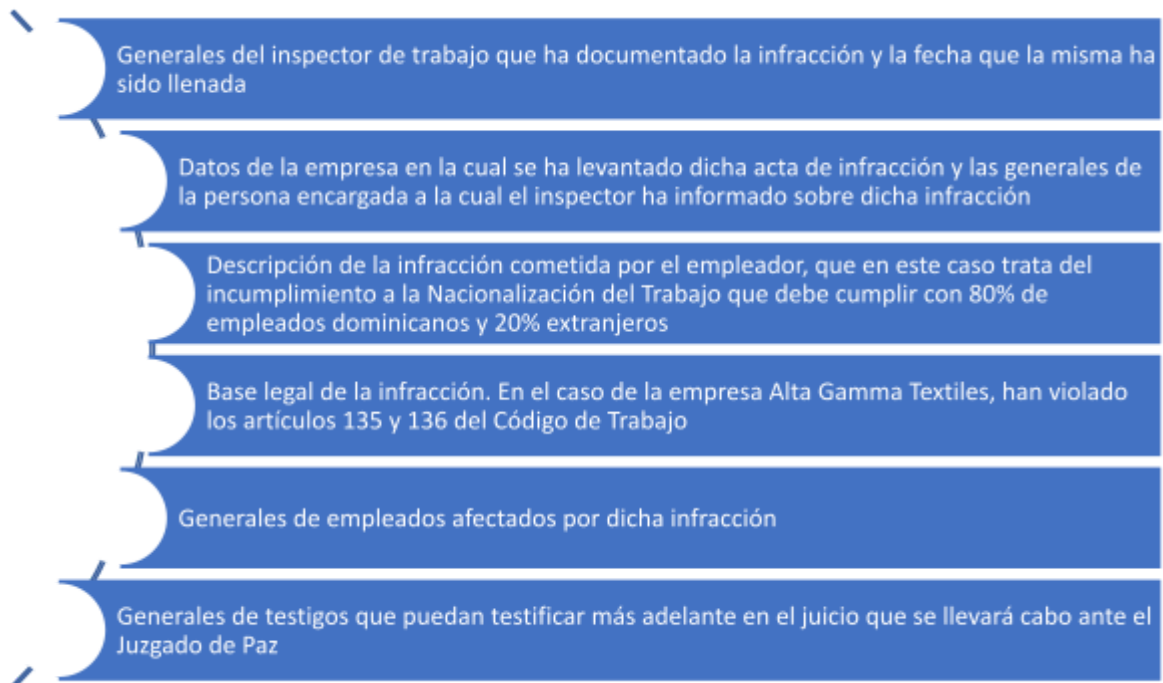 Generales del inspector de trabajo que ha documentado la infracción y la fecha que la misma ha
sido llenada
Datos de la empresa en la cual se ha levantado dicha acta de infracción y las generales de
la persona encargada a la cual el inspector ha informado sobre dicha infracción
Descripción de la infracción cometida por el empleador, que en este caso trata del
incumplimiento a la Nacionalización del Trabajo que debe cumplir con 80% de
empleados dominicanos y 20% extranjeros
Base legal de la infracción. En el caso de la empresa Alta Gamma Textiles, han violado
los artículos 135 y 136 del Código de Trabajo
Generales de empleados afectados por dicha infracción
Generales de testigos que puedan testificar más adelante en el juicio que se llevará cabo ante el
Juzgado de Paz